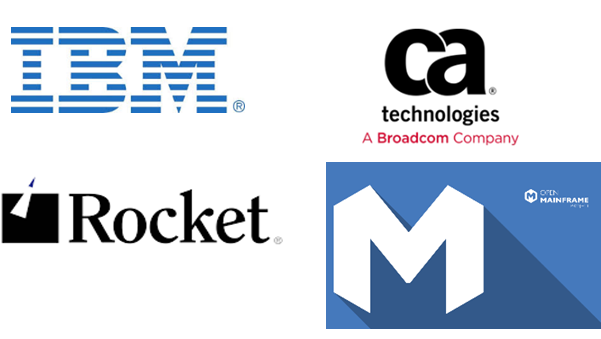 IBM®
ca®
technologies
A Broadcom Company
Rocket®
M
OPEN
MAINFRAME